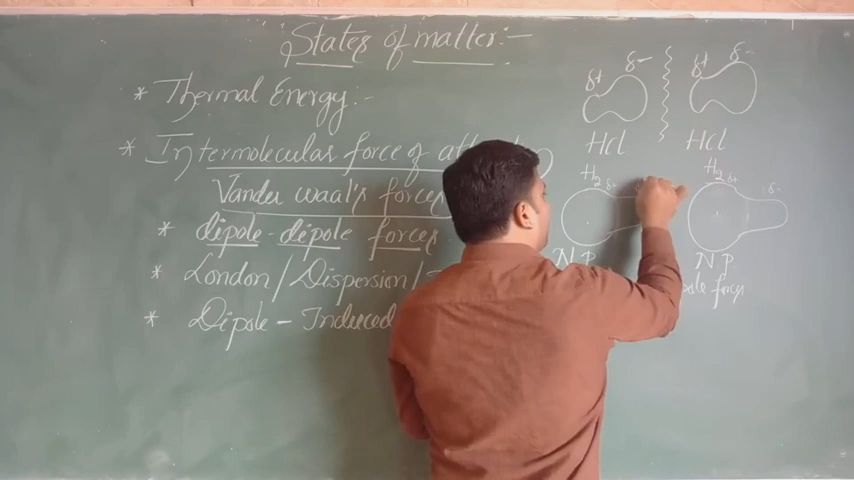 States of matter:-
* Thermal Energy:-
* Intermolecular force of
Vander waal's forces
* dipole-dipole forces
* London/Dispersion/
* Dipole - Induced
δ+ δ-
HCl
δ+ δ-
HCl
H2 δ+
N P
H2 δ+ δ-
N P
forces